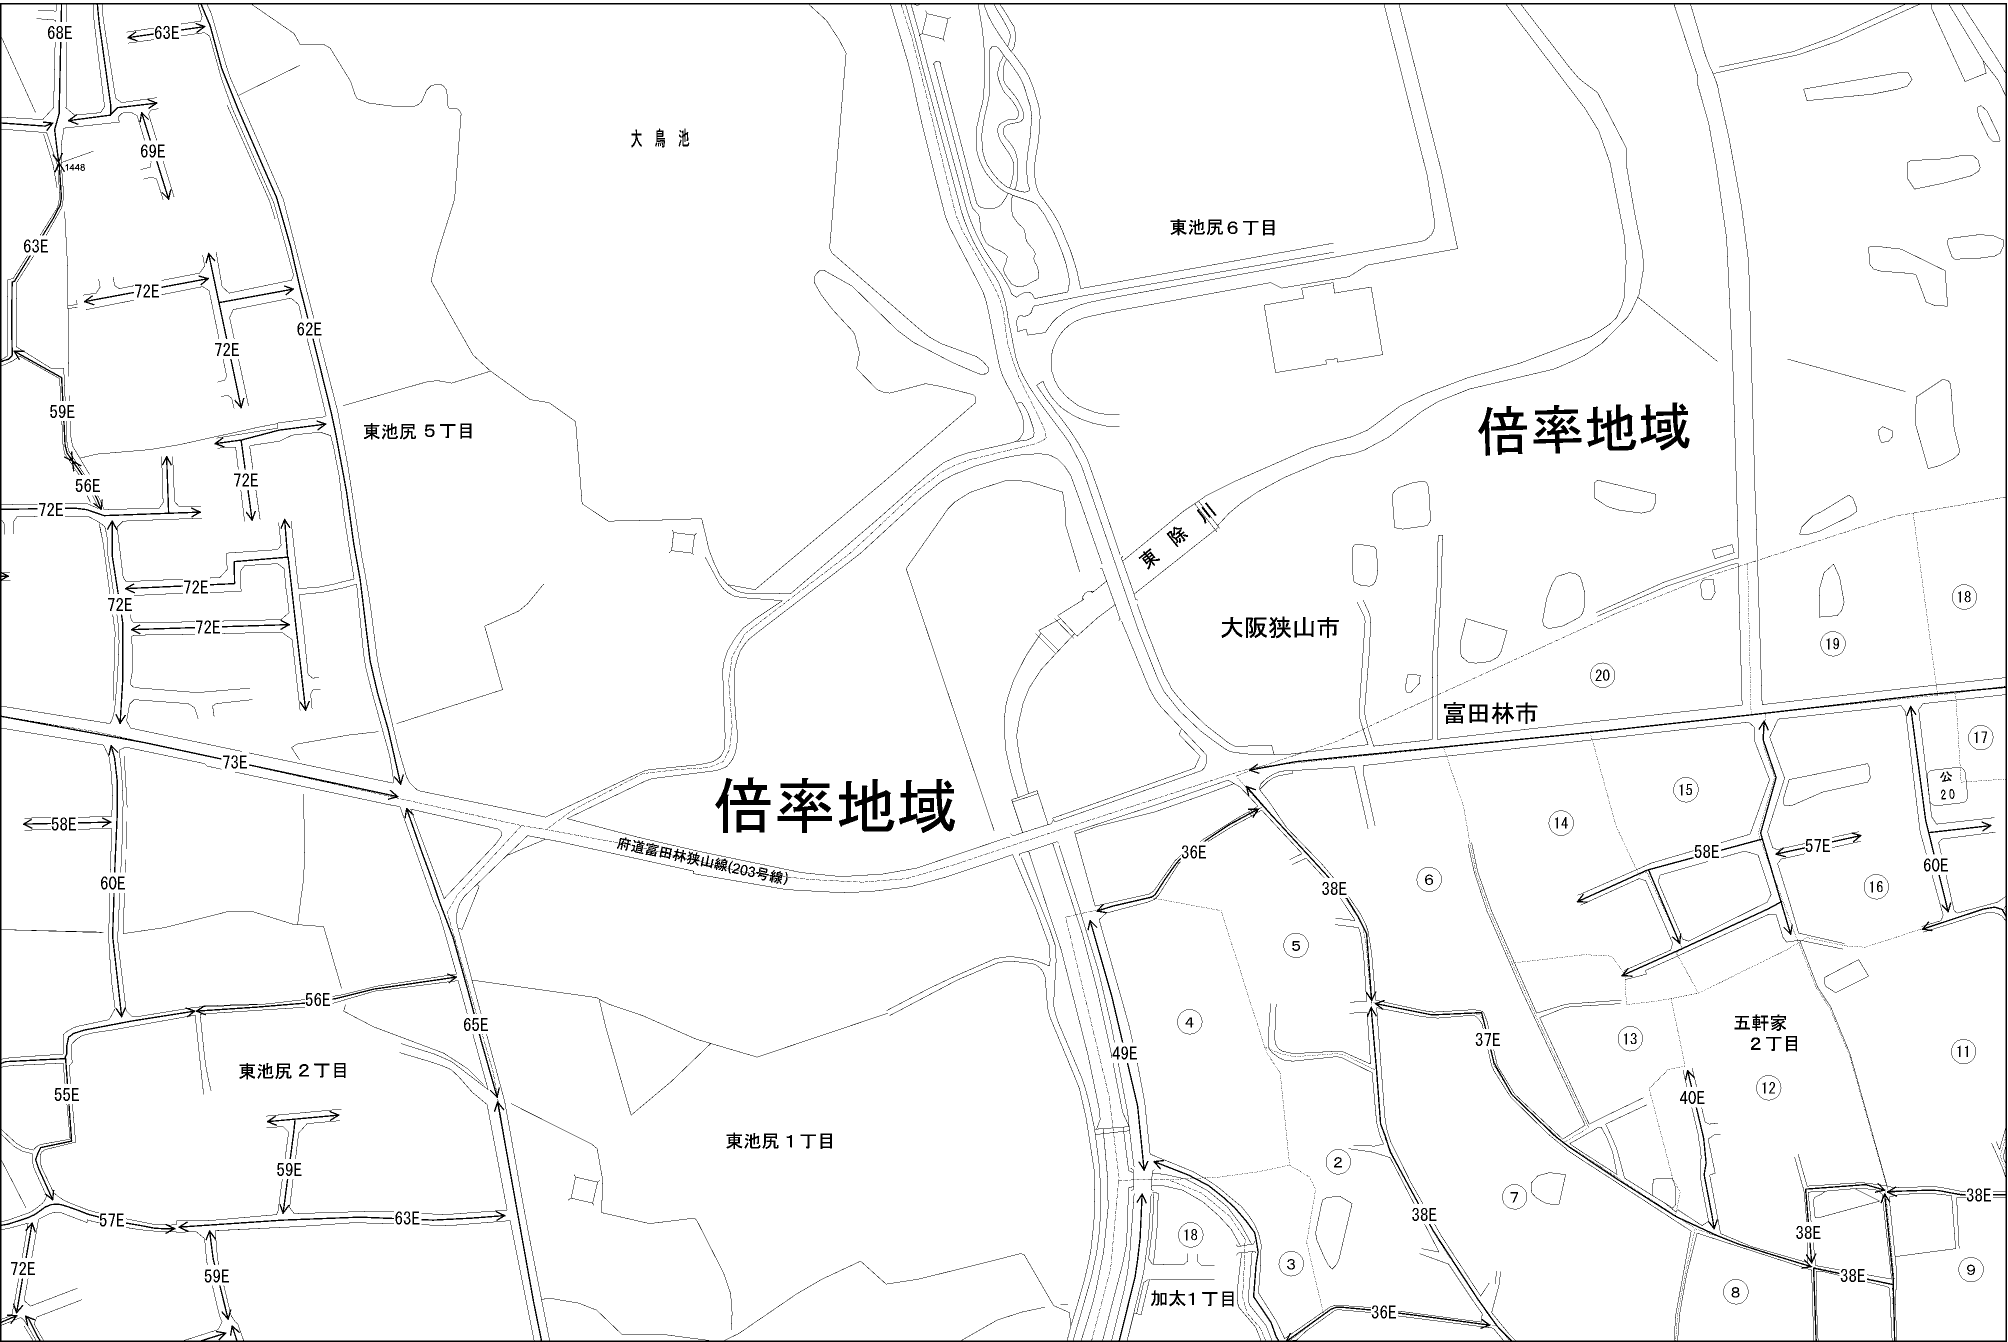 68E
63E
69E
1448
大鳥池
63E
東池尻６丁目
72E
62E
72E
59E
東池尻５丁目
倍率地域
72E
56E
72E
東除川
72E
72E
18
72E
大阪狭山市
19
20
富田林市
17
73E
公
20
15
倍率地域
58E
14
57E
府道富田林狭山線(203号線)
36E
58E
60E
60E
38E
6
16
5
56E
65E
4
37E
13
五軒家
２丁目
11
49E
東池尻２丁目
12
55E
40E
東池尻１丁目
59E
2
7
38E
57E
63E
38E
18
38E
72E
59E
3
38E
9
加太１丁目
8
36E